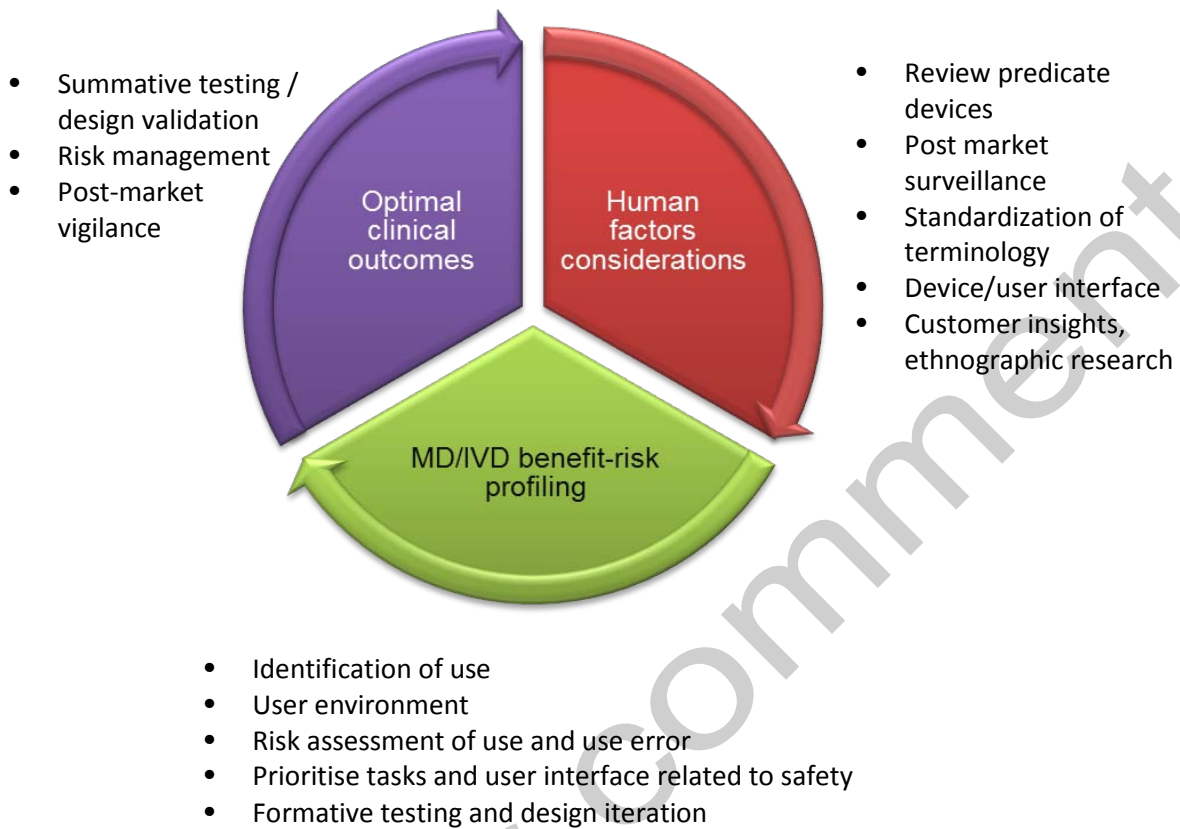 • Summative testing /
design validation
• Risk management
• Post-market
vigilance
Optimal
clinical
outcomes
Human
factors
considerations
• Review predicate
devices
• Post market
surveillance
• Standardization of
terminology
• Device/user interface
• Customer insights,
ethnographic research
MD/IVD benefit-risk
profiling
• Identification of use
• User environment
• Risk assessment of use and use error
• Prioritise tasks and user interface related to safety
• Formative testing and design iteration
comment